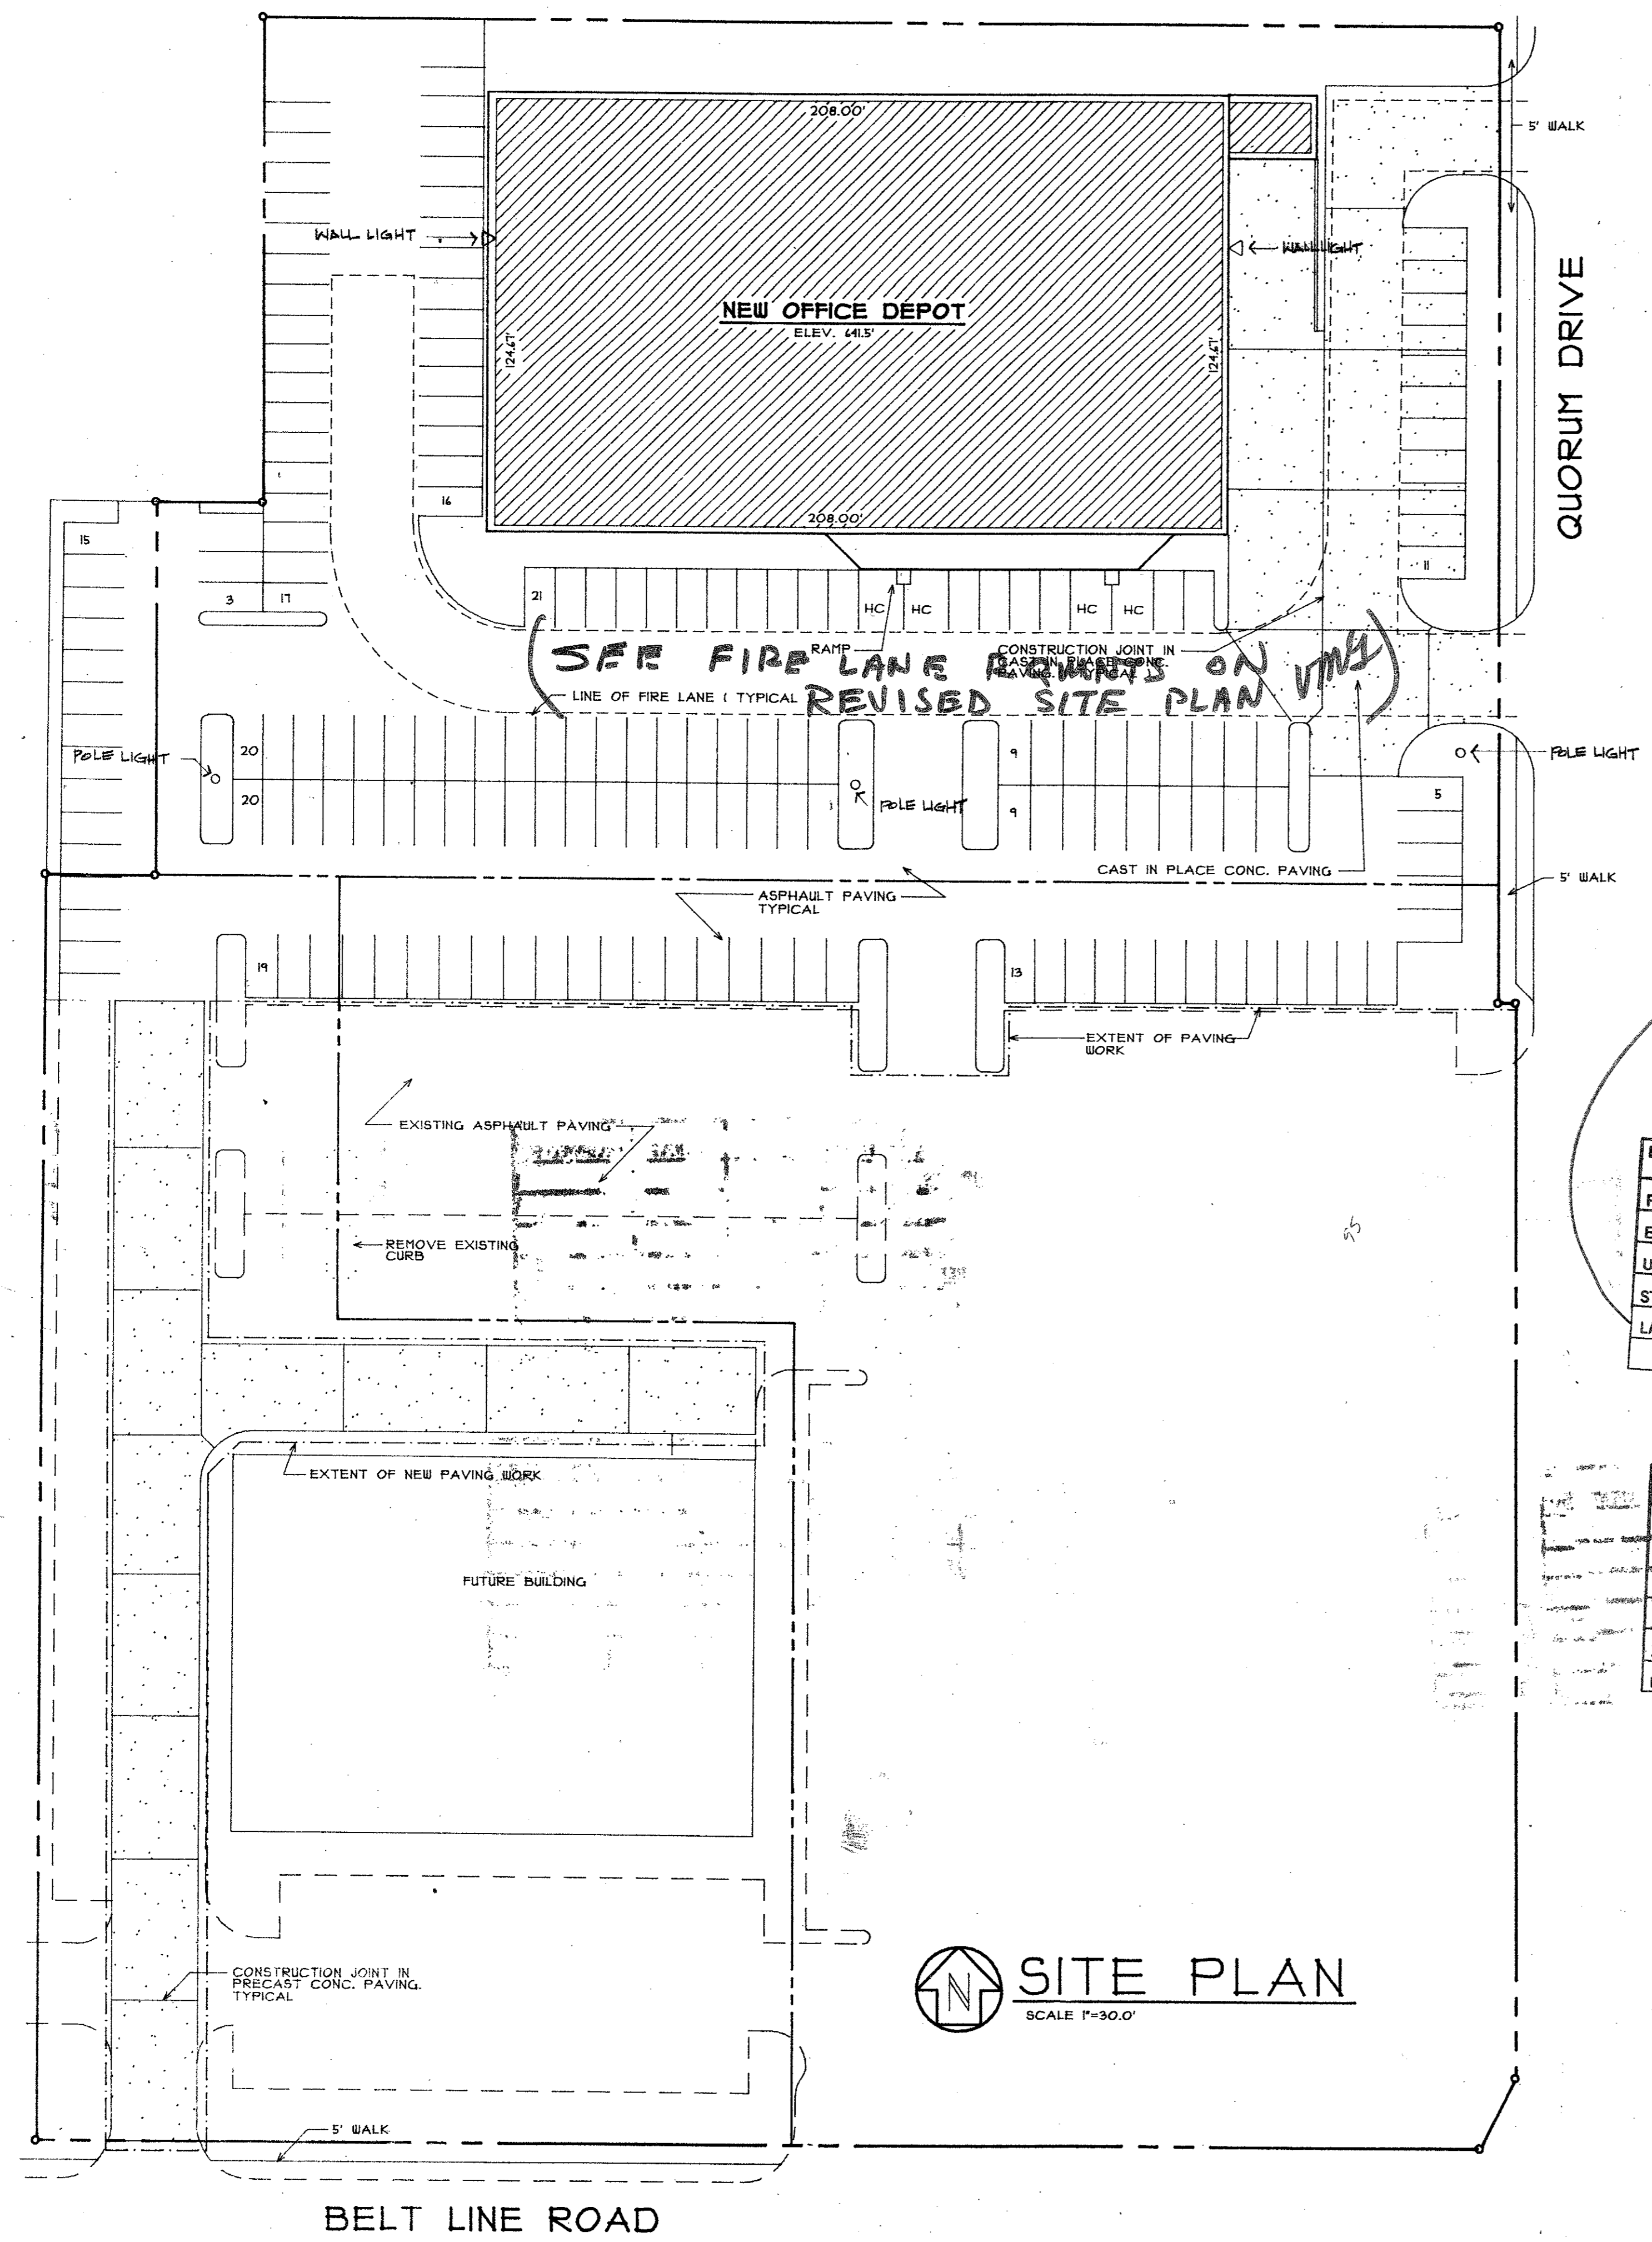 208.00'
5' WALK
WALL LIGHT
WALL LIGHT
QUORUM DRIVE
NEW OFFICE DEPOT
ELEV. 641.5'
124.67'
124.67'
16
208.00'
15
11
21
3
17
HC
HC
HC
HC
RAMP
CONSTRUCTION JOINT IN
CAST IN PLACE CONC.
PAVING. TYPICAL
(SEE FIRE LANE ON
REVISED SITE PLAN)
LINE OF FIRE LANE ( TYPICAL
POLE LIGHT
20
20
POLE LIGHT
9
9
POLE LIGHT
5
CAST IN PLACE CONC. PAVING
5' WALK
ASPHAULT PAVING
TYPICAL
19
13
EXTENT OF PAVING
WORK
EXISTING ASPHAULT PAVING
REMOVE EXISTING
CURB
EXTENT OF NEW PAVING WORK
FUTURE BUILDING
CONSTRUCTION JOINT IN
PRECAST CONC. PAVING.
TYPICAL
N
SITE PLAN
SCALE 1"=30.0'
5' WALK
BELT LINE ROAD